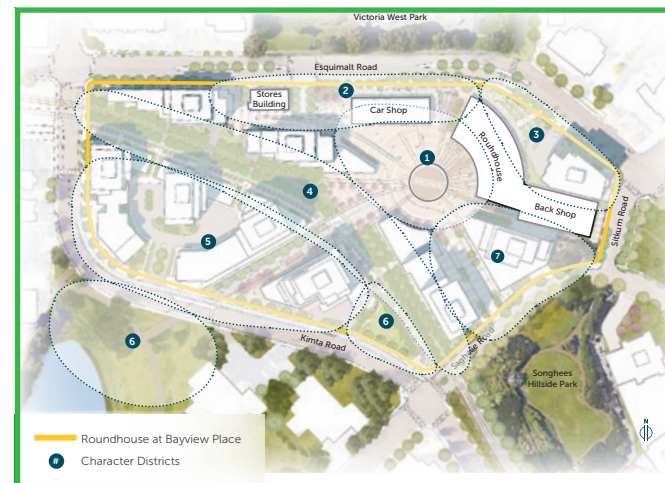 Victoria West Park
Esquimalt Road
2
Stores
Building
Car Shop
3
1
Roundhouse
4
Back Shop
Sitkum Road
5
7
6
6
Kimta Road
Saghalie Road
Songhees
Hillside Park
N
Roundhouse at Bayview Place
# Character Districts